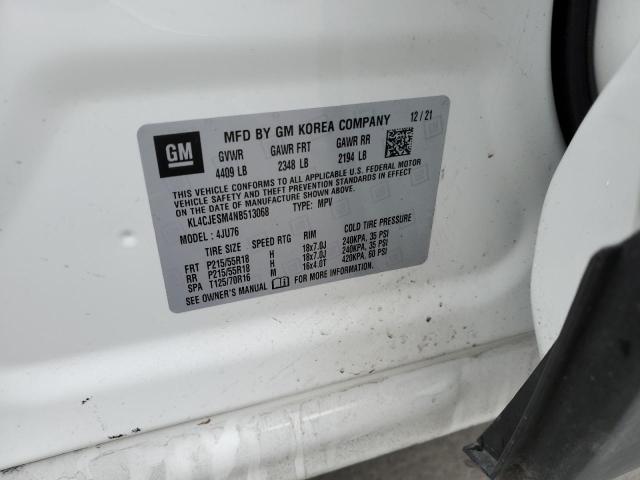 GM
MFD BY GM KOREA COMPANY 12 / 21
GVWR GAWR FRT GAWR RR
4409 LB 2348 LB 2194 LB
THIS VEHICLE CONFORMS TO ALL APPLICABLE U.S. FEDERAL MOTOR
VEHICLE SAFETY AND THEFT PREVENTION STANDARDS IN EFFECT
ON THE DATE OF MANUFACTURE SHOWN ABOVE.
KL4CJESM4NB513068 TYPE: MPV
MODEL : 4JU76
TIRE SIZE SPEED RTG RIM COLD TIRE PRESSURE
FRT P215/55R18 H 18x7.0J 240KPA, 35 PSI
RR P215/55R18 H 18x7.0J 240KPA, 35 PSI
SPA T125/70R16 M 16x4.0T 420KPA, 60 PSI
SEE OWNER'S MANUAL FOR MORE INFORMATION.